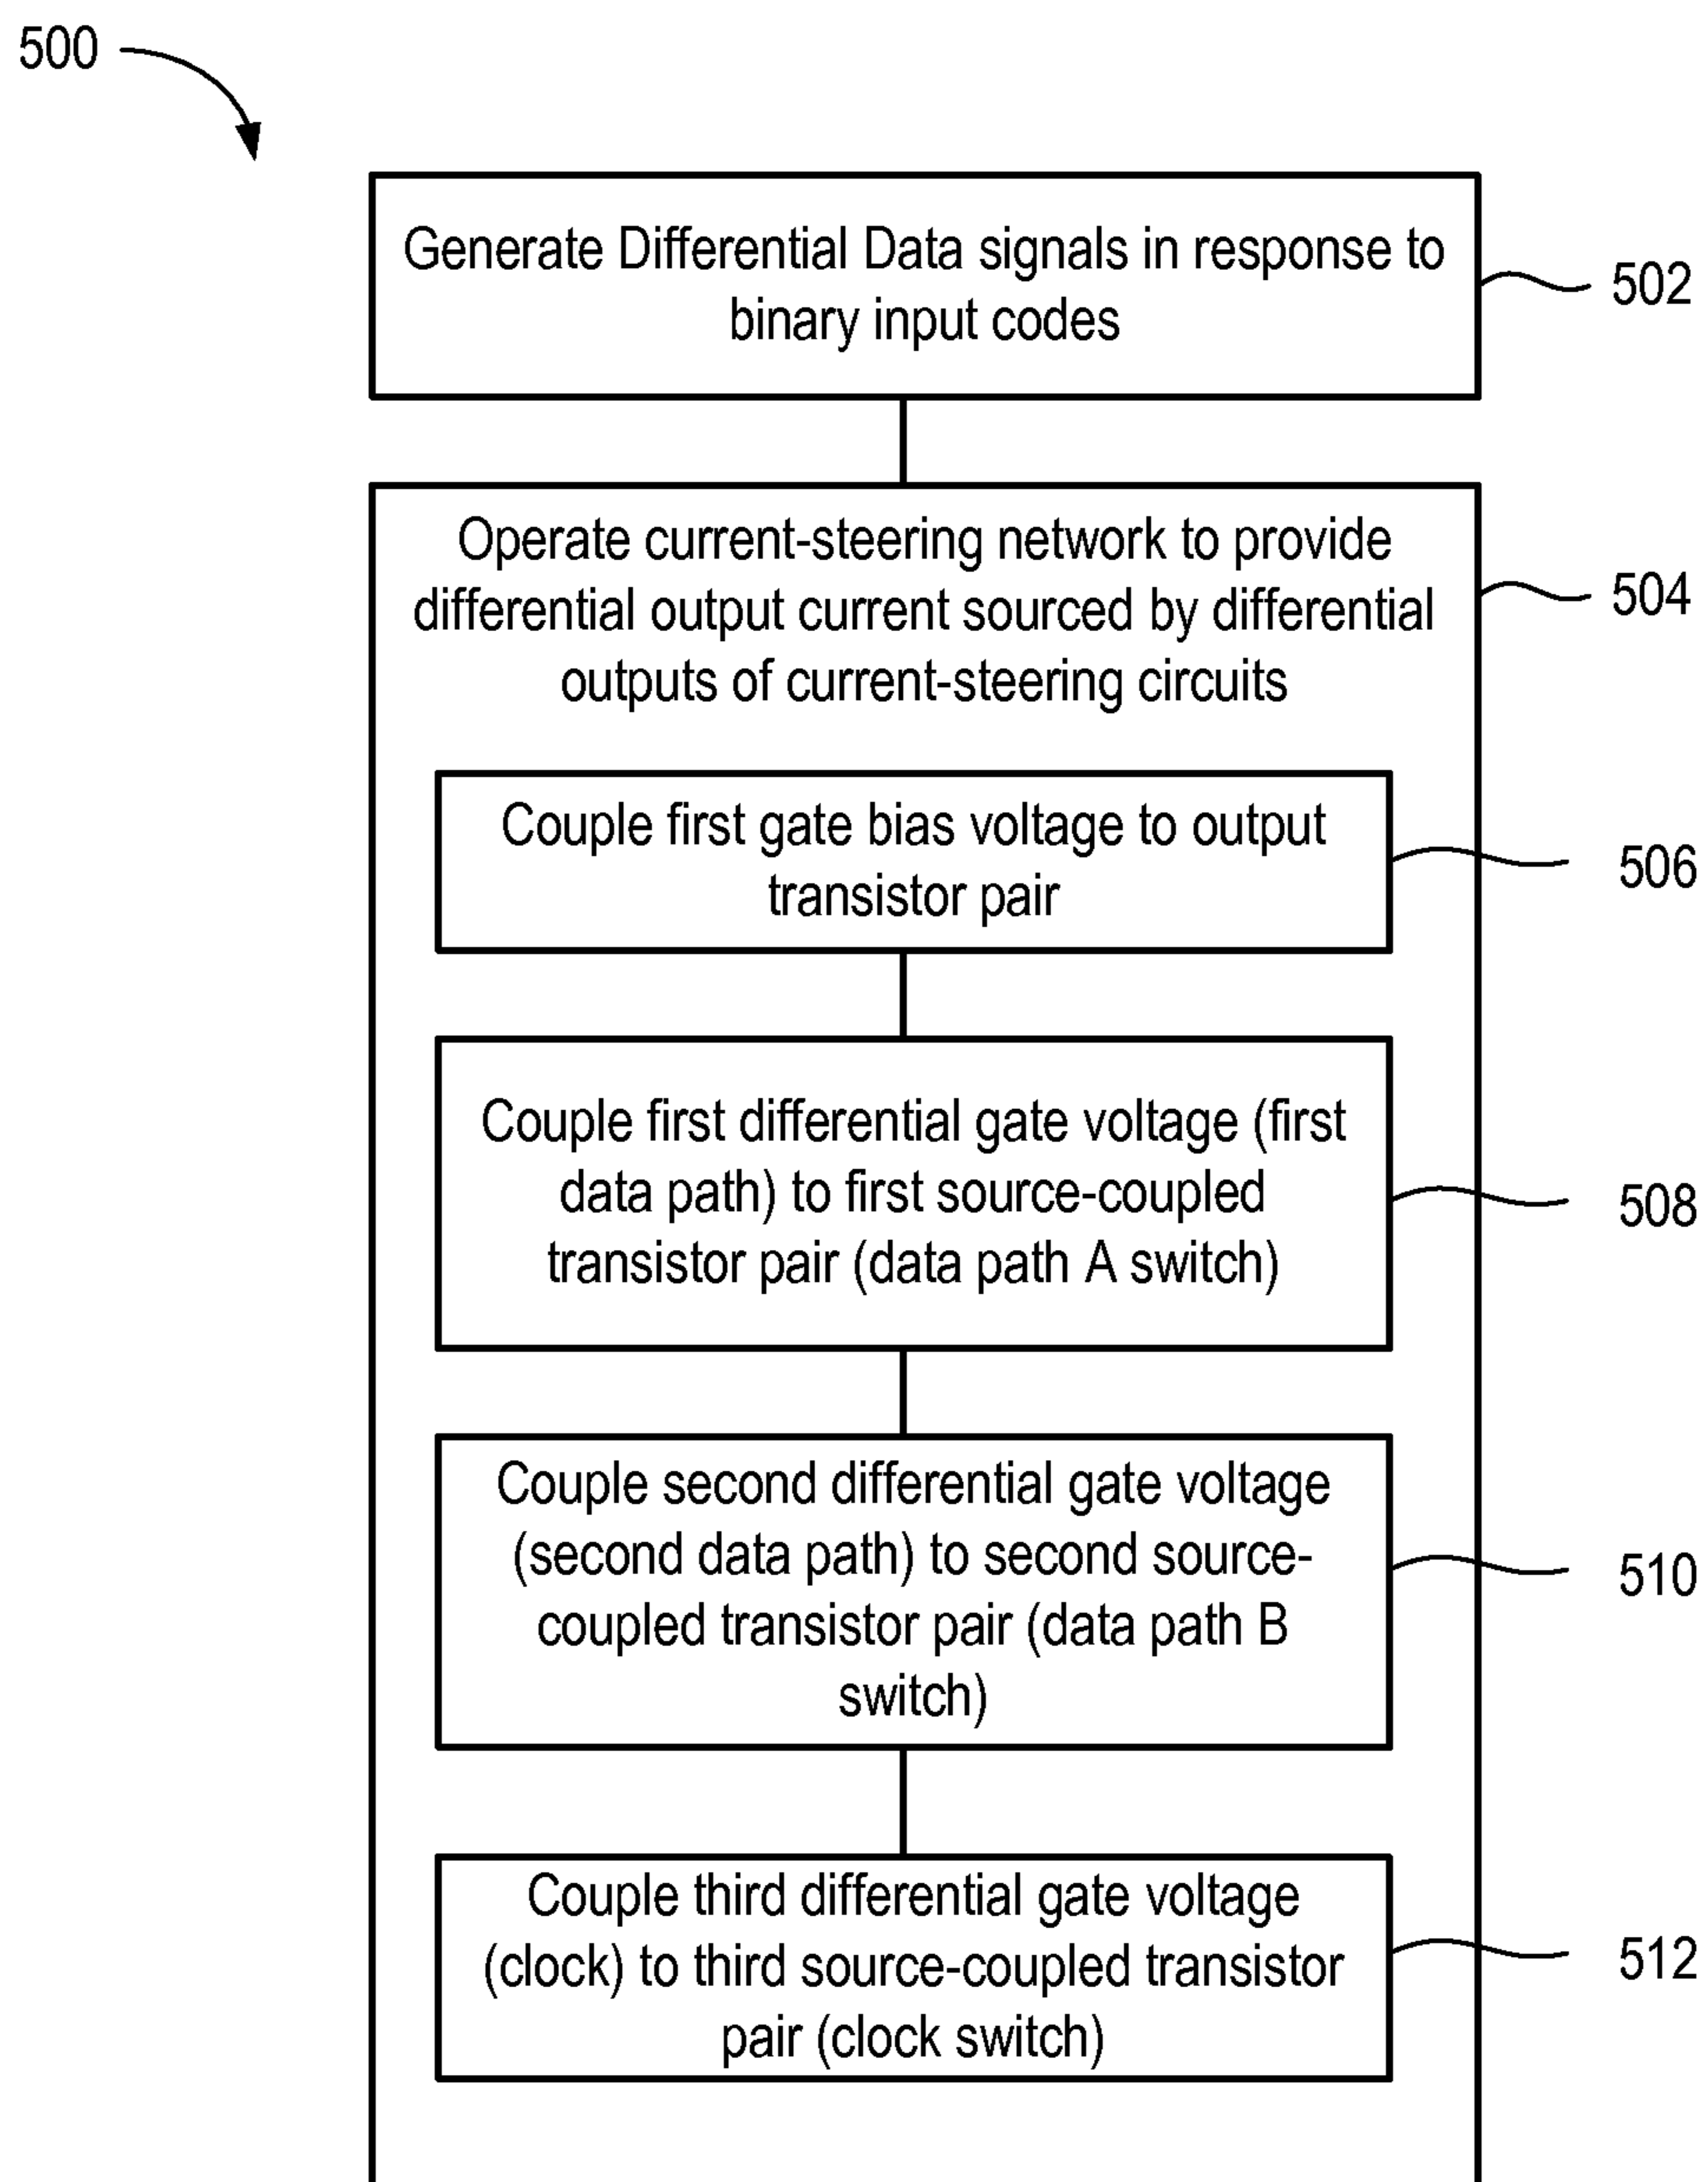 500
Generate Differential Data signals in response to
binary input codes
502
Operate current-steering network to provide
differential output current sourced by differential
outputs of current-steering circuits
504
Couple first gate bias voltage to output
transistor pair
506
Couple first differential gate voltage (first
data path) to first source-coupled
transistor pair (data path A switch)
508
Couple second differential gate voltage
(second data path) to second source-
coupled transistor pair (data path B
switch)
510
Couple third differential gate voltage
(clock) to third source-coupled transistor
pair (clock switch)
512